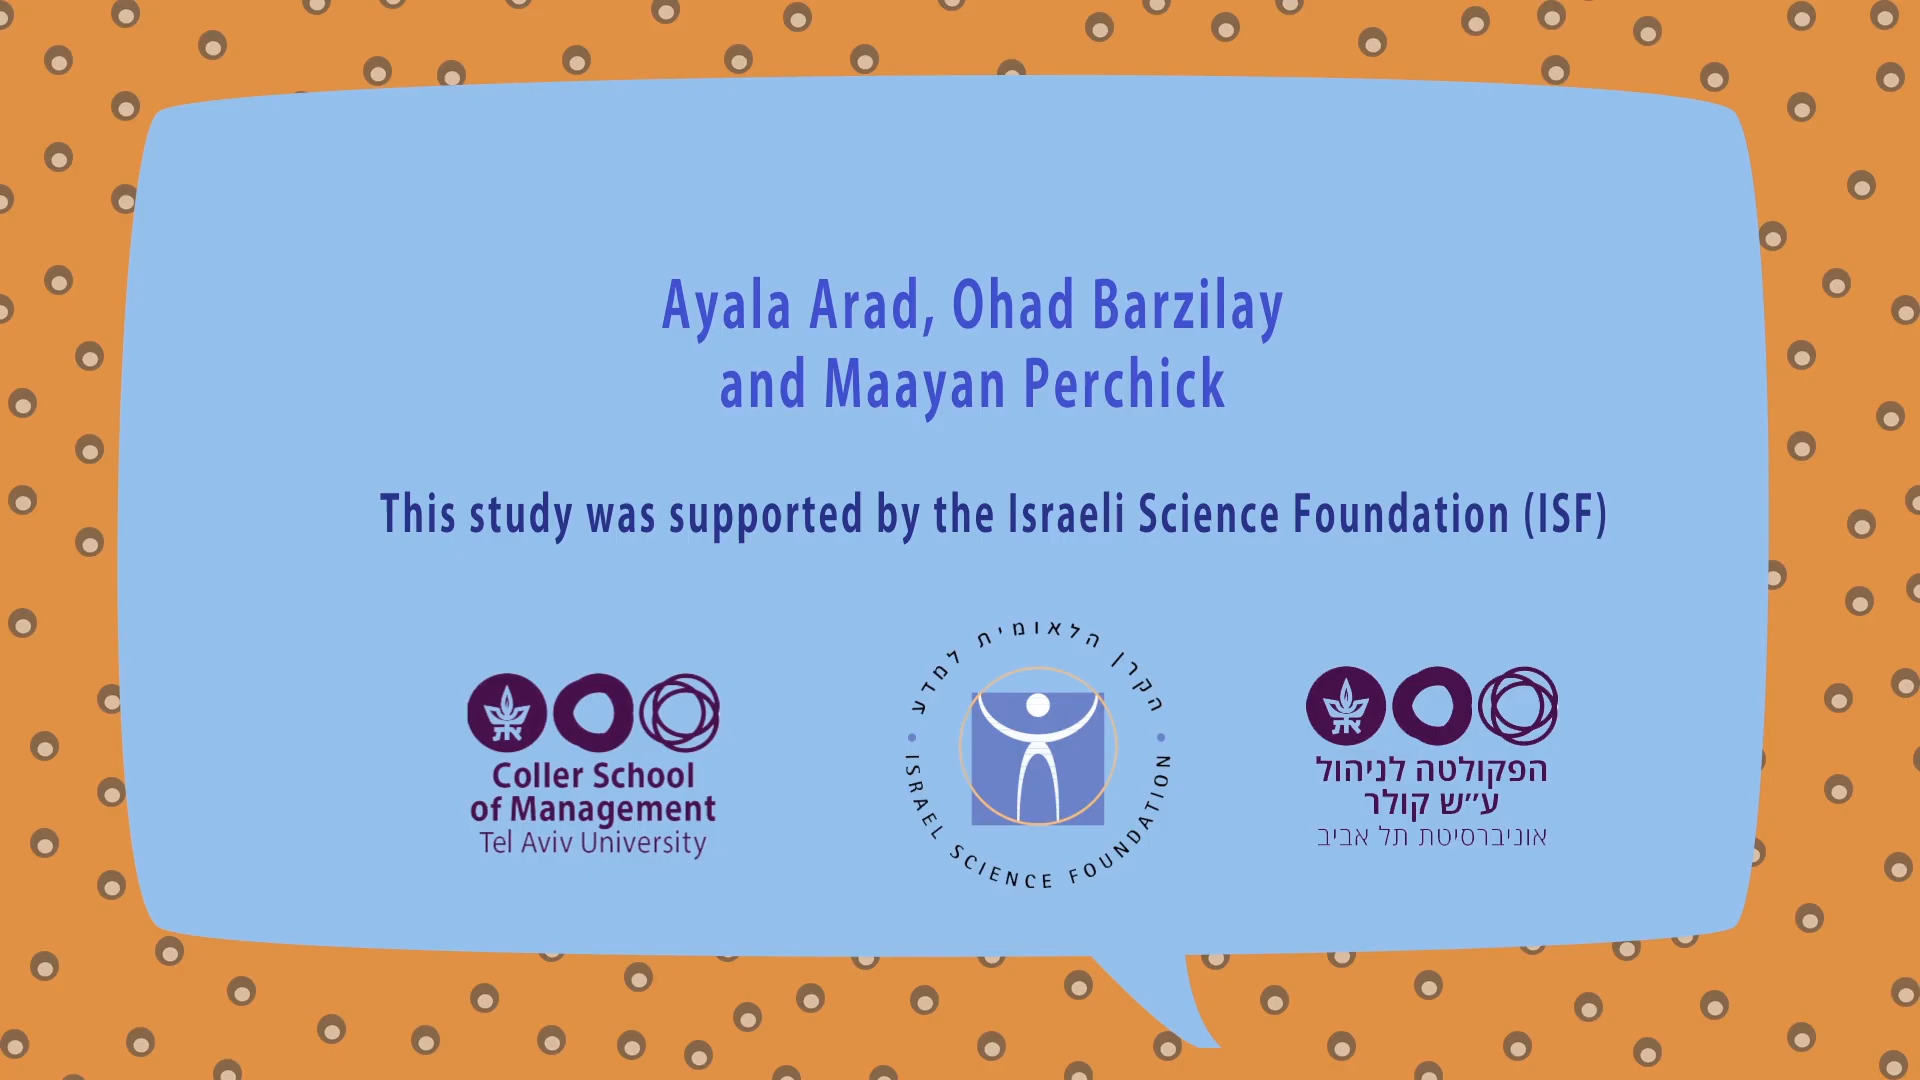 Ayala Arad, Ohad Barzilay
and Maayan Perchick
This study was supported by the Israeli Science Foundation (ISF)
Coller School
of Management
Tel Aviv University
הקרן הלאומית למדע
ISRAEL SCIENCE FOUNDATION
הפקולטה לניהול
ע״ש קולר
אוניברסיטת תל אביב